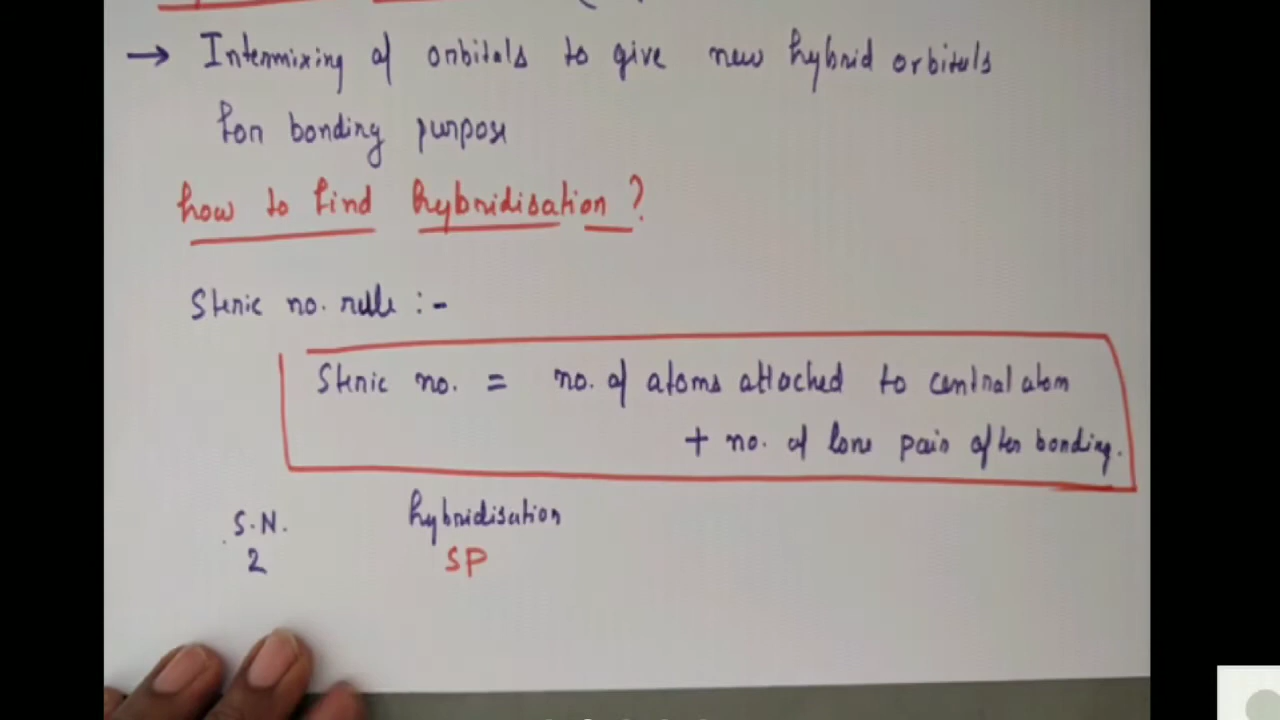 → Intermixing of orbitals to give new hybrid orbitals
for bonding purpose
how to find hybridisation ?
Steric no. rule :-
Steric no. = no. of atoms attached to central atom
+ no. of lone pair after bonding.
S.N. hybridisation
2 SP